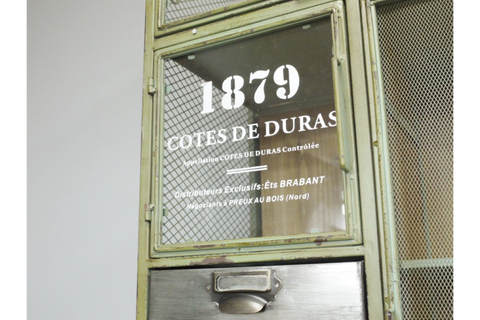 1879
COTES DE DURAS
Appellation COTES DE DURAS Contrôlée
Distributeurs Exclusifs:Éts BRABANT
Négociants à PREUX AU BOIS (Nord)